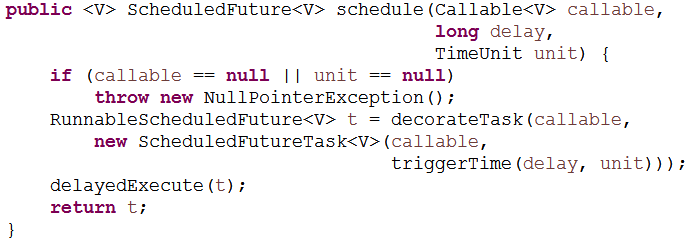 public <V> ScheduledFuture<V> schedule(Callable<V> callable,
                                       long delay,
                                       TimeUnit unit) {
    if (callable == null || unit == null)
        throw new NullPointerException();
    RunnableScheduledFuture<V> t = decorateTask(callable,
        new ScheduledFutureTask<V>(callable,
                                   triggerTime(delay, unit)));
    delayedExecute(t);
    return t;
}